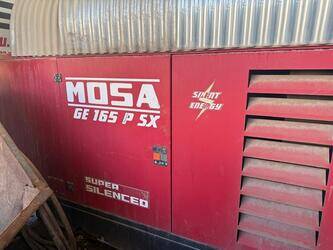 MOSA
GE 165 P SX
SILENT
ENERGY
SUPER
SILENCED